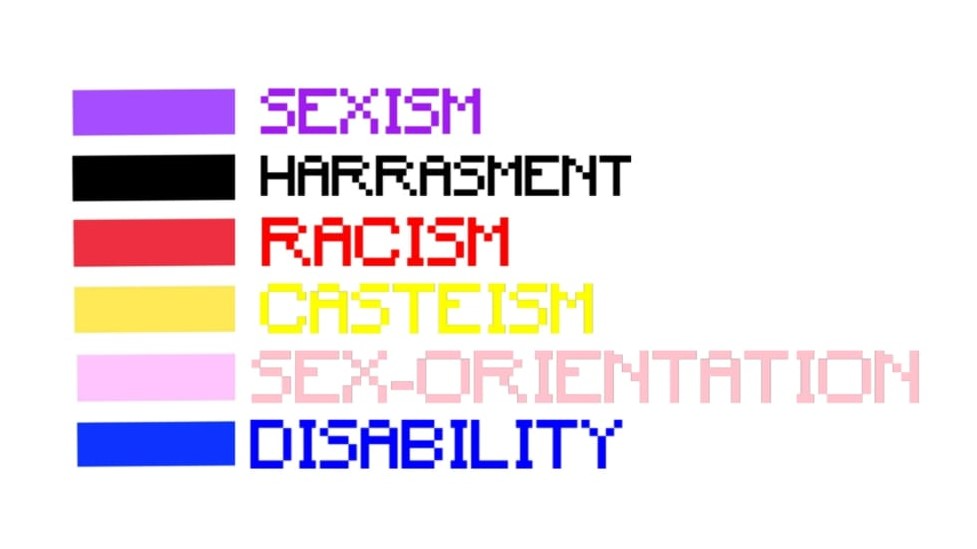 SEXISM
HARRASMENT
RACISM
CASTEISM
SEX-ORIENTATION
DISABILITY